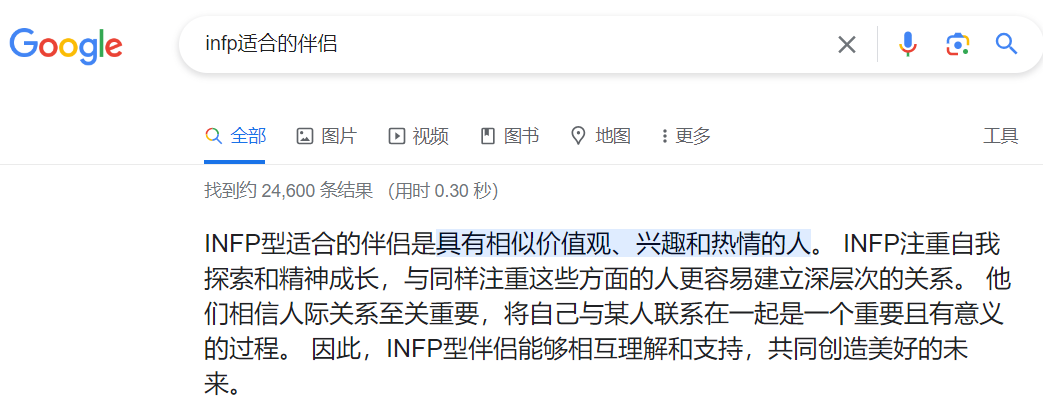 Google
infp适合的伴侣
全部 图片 视频 图书 地图 更多 工具
找到约 24,600 条结果 （用时 0.30 秒）
INFP型适合的伴侣是具有相似价值观、兴趣和热情的人。 INFP注重自我
探索和精神成长，与同样注重这些方面的人更容易建立深层次的关系。 他
们相信人际关系至关重要，将自己与某人联系在一起是一个重要且有意义
的过程。 因此，INFP型伴侣能够相互理解和支持，共同创造美好的未
来。